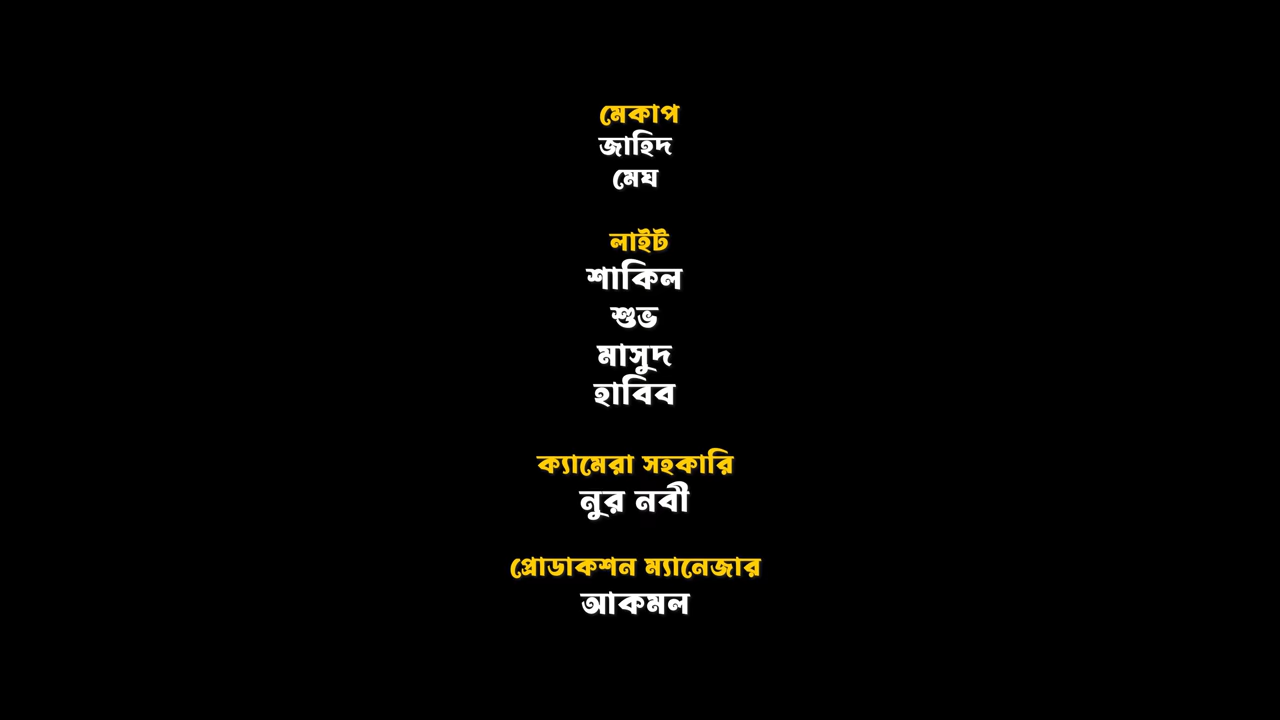 মেকাপ
জাহিদ
মেঘ
লাইট
শাকিল
শুভ
মাসুদ
হাবিব
ক্যামেরা সহকারি
নুর নবী
প্রোডাকশন ম্যানেজার
আকমল